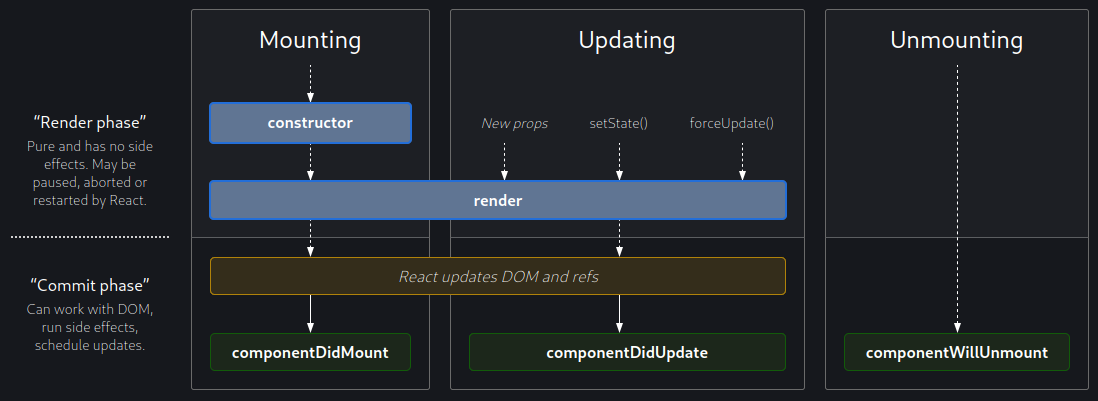 Mounting
Updating
Unmounting
“Render phase”
Pure and has no side
effects. May be
paused, aborted or
restarted by React.
constructor
New props
setState()
forceUpdate()
render
“Commit phase”
Can work with DOM,
run side effects,
schedule updates.
React updates DOM and refs
componentDidMount
componentDidUpdate
componentWillUnmount